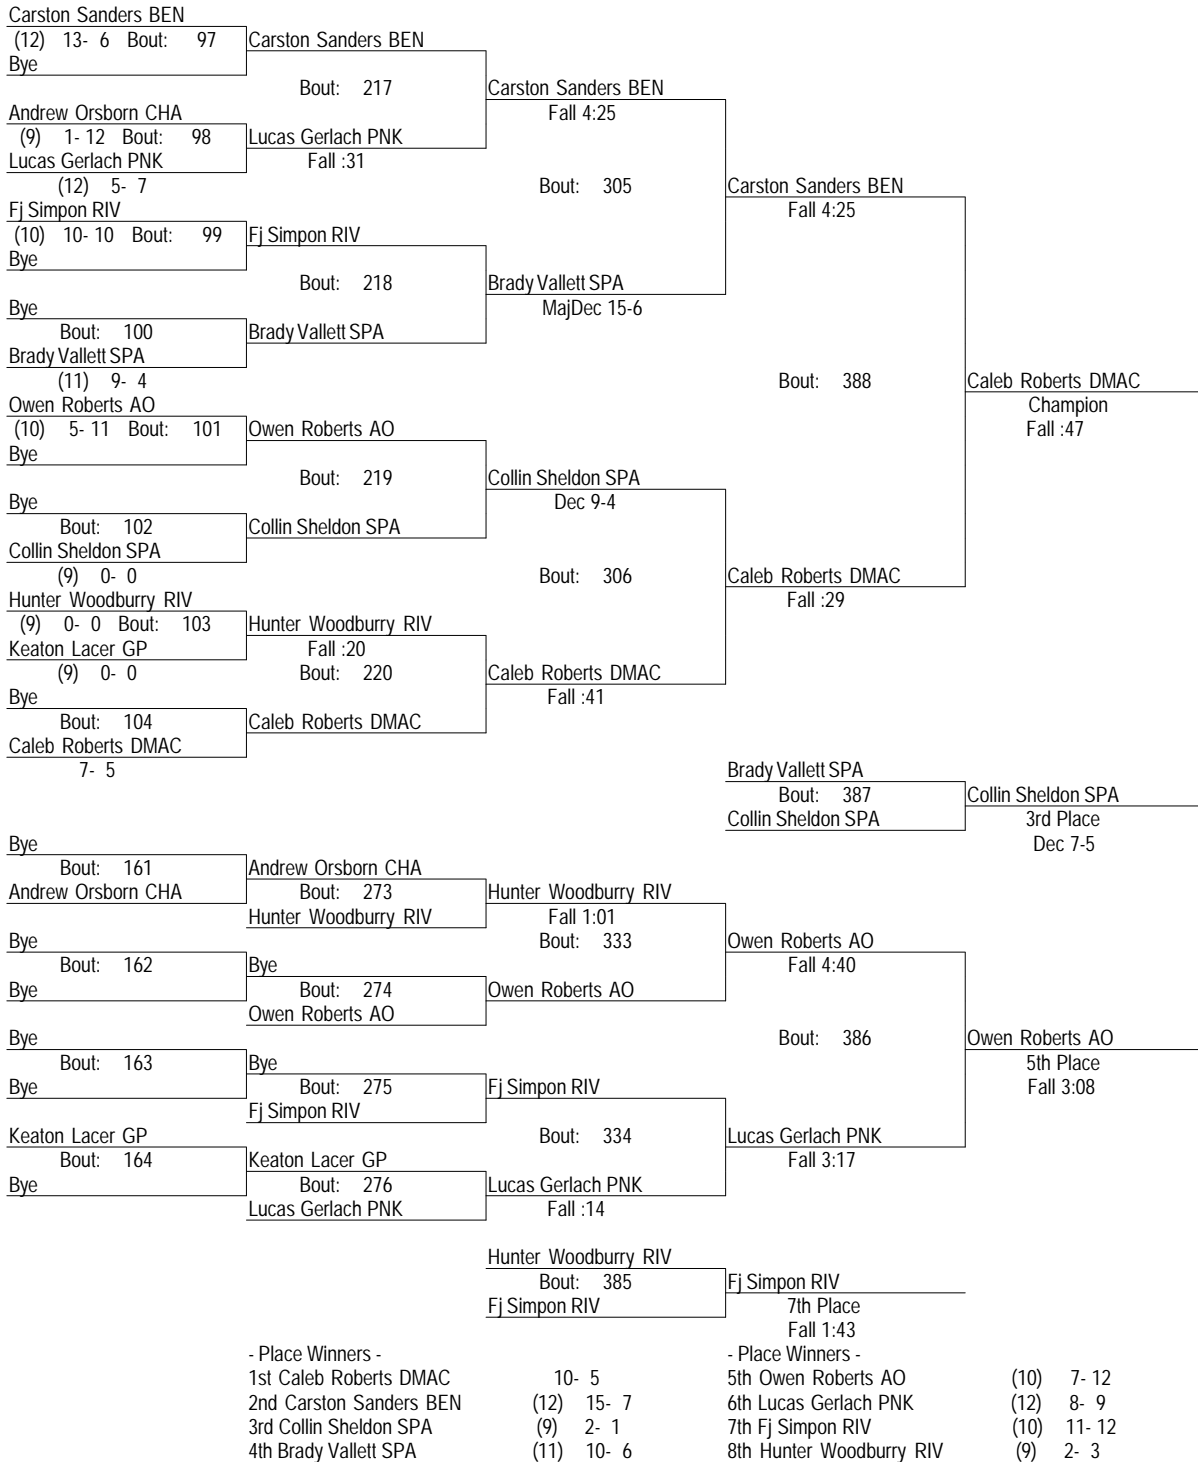 Carston Sanders BEN
(12) 13- 6 Bout: 97 Carston Sanders BEN
Bye
Bout: 217 Carston Sanders BEN
Andrew Orsborn CHA Fall 4:25
(9) 1- 12 Bout: 98 Lucas Gerlach PNK
Lucas Gerlach PNK Fall :31
(12) 5- 7 Bout: 305 Carston Sanders BEN
Fj Simpon RIV Fall 4:25
(10) 10- 10 Bout: 99 Fj Simpon RIV
Bye
Bout: 218 Brady Vallett SPA
Bye MajDec 15-6
Bout: 100 Brady Vallett SPA
Brady Vallett SPA
(11) 9- 4 Bout: 388 Caleb Roberts DMAC
Owen Roberts AO Champion
(10) 5- 11 Bout: 101 Owen Roberts AO Fall :47
Bye
Bout: 219 Collin Sheldon SPA
Bye Dec 9-4
Bout: 102 Collin Sheldon SPA
Collin Sheldon SPA
(9) 0- 0 Bout: 306 Caleb Roberts DMAC
Hunter Woodburry RIV Fall :29
(9) 0- 0 Bout: 103 Hunter Woodburry RIV
Keaton Lacer GP Fall :20
(9) 0- 0 Bout: 220 Caleb Roberts DMAC
Bye Fall :41
Bout: 104 Caleb Roberts DMAC
Caleb Roberts DMAC
7- 5 Brady Vallett SPA
Bout: 387 Collin Sheldon SPA
Collin Sheldon SPA 3rd Place
Bye Dec 7-5
Bout: 161 Andrew Orsborn CHA
Andrew Orsborn CHA Bout: 273 Hunter Woodburry RIV
Hunter Woodburry RIV Fall 1:01
Bye Bout: 333 Owen Roberts AO
Bout: 162 Bye Fall 4:40
Bye Bout: 274 Owen Roberts AO
Owen Roberts AO
Bye Bout: 386 Owen Roberts AO
Bout: 163 Bye 5th Place
Bye Bout: 275 Fj Simpon RIV Fall 3:08
Fj Simpon RIV
Keaton Lacer GP Bout: 334 Lucas Gerlach PNK
Bout: 164 Keaton Lacer GP Fall 3:17
Bye Bout: 276 Lucas Gerlach PNK
Lucas Gerlach PNK Fall :14
Hunter Woodburry RIV
Bout: 385 Fj Simpon RIV
Fj Simpon RIV 7th Place
Fall 1:43
- Place Winners - - Place Winners -
1st Caleb Roberts DMAC 10- 5 5th Owen Roberts AO (10) 7- 12
2nd Carston Sanders BEN (12) 15- 7 6th Lucas Gerlach PNK (12) 8- 9
3rd Collin Sheldon SPA (9) 2- 1 7th Fj Simpon RIV (10) 11- 12
4th Brady Vallett SPA (11) 10- 6 8th Hunter Woodburry RIV (9) 2- 3